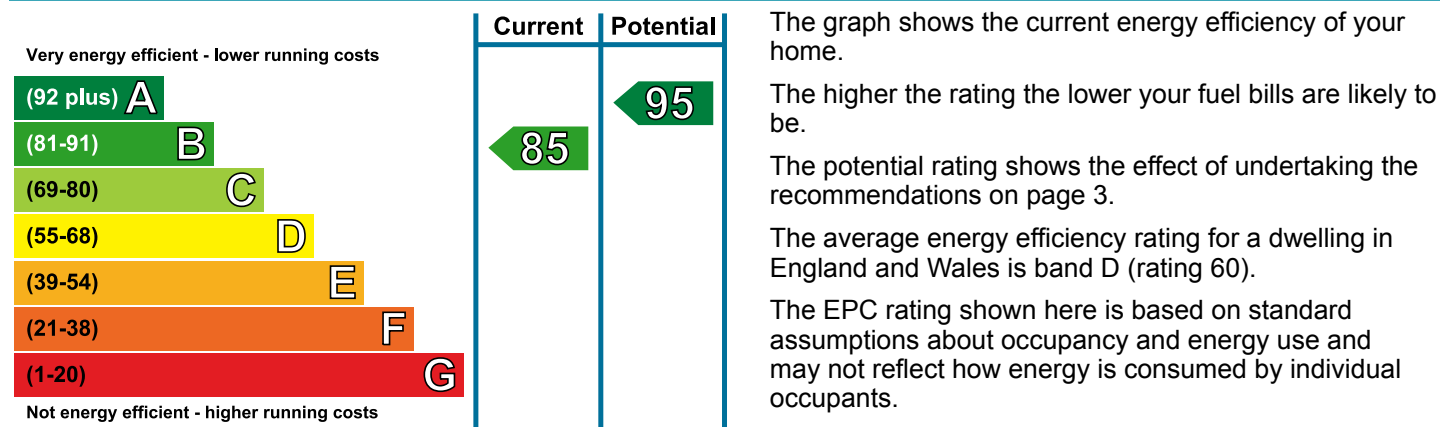 Current Potential
Very energy efficient - lower running costs
(92 plus) A
95
(81-91) B
85
(69-80) C
(55-68) D
(39-54) E
(21-38) F
(1-20) G
Not energy efficient - higher running costs
The graph shows the current energy efficiency of your
home.
The higher the rating the lower your fuel bills are likely to
be.
The potential rating shows the effect of undertaking the
recommendations on page 3.
The average energy efficiency rating for a dwelling in
England and Wales is band D (rating 60).
The EPC rating shown here is based on standard
assumptions about occupancy and energy use and
may not reflect how energy is consumed by individual
occupants.